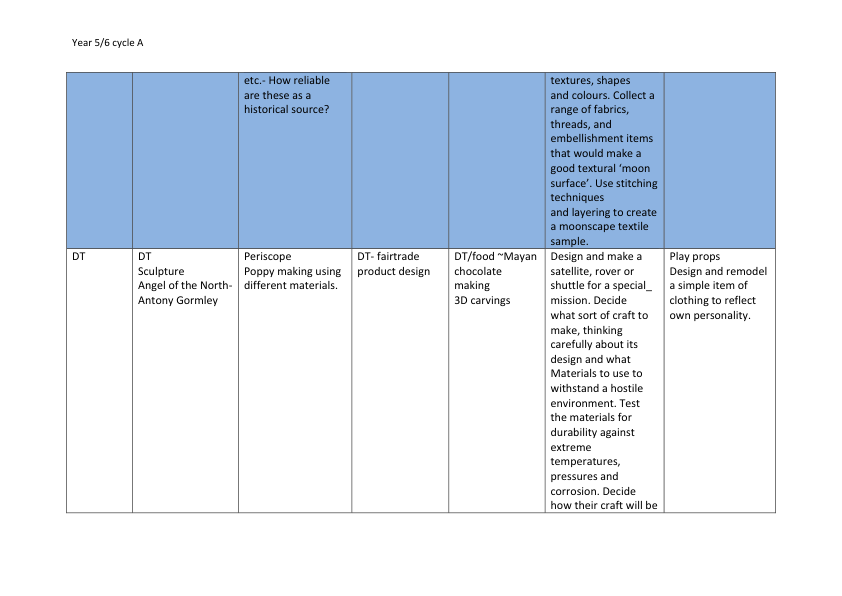 Year 5/6 cycle A
etc.- How reliable
are these as a
historical source?
textures, shapes
and colours. Collect a
range of fabrics,
threads, and
embellishment items
that would make a
good textural ‘moon
surface’. Use stitching
techniques
and layering to create
a moonscape textile
sample.
DT
DT
Sculpture
Angel of the North-
Antony Gormley
Periscope
Poppy making using
different materials.
DT- fairtrade
product design
DT/food ~Mayan
chocolate
making
3D carvings
Design and make a
satellite, rover or
shuttle for a special_
mission. Decide
what sort of craft to
make, thinking
carefully about its
design and what
Materials to use to
withstand a hostile
environment. Test
the materials for
durability against
extreme
temperatures,
pressures and
corrosion. Decide
how their craft will be
Play props
Design and remodel
a simple item of
clothing to reflect
own personality.